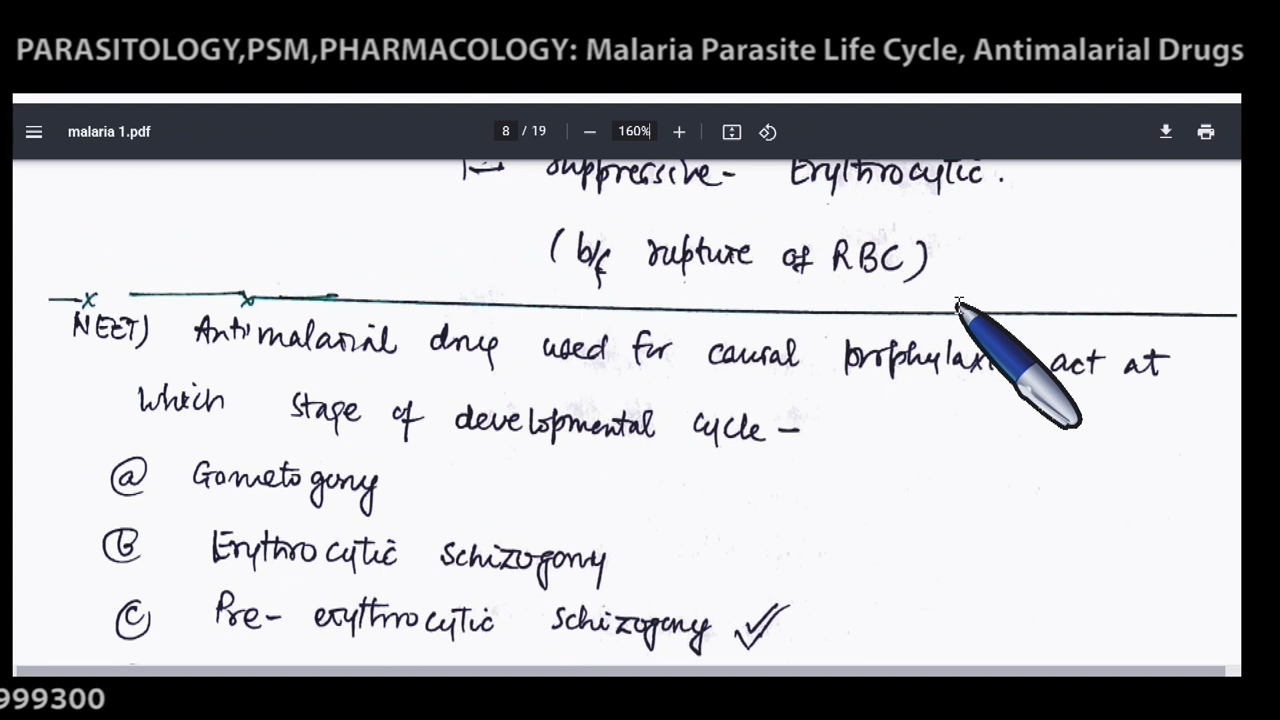 PARASITOLOGY,PSM,PHARMACOLOGY: Malaria Parasite Life Cycle, Antimalarial Drugs
malaria 1.pdf 8 / 19 160%
suppressive- Erythrocytic.
(b/f rupture of RBC)
NEET) Antimalarial drug used for causal act at
which stage of developmental cycle -
(a) Gametogony
(b) Erythrocytic schizogony
(c) Pre-erythrocytic schizogony ✓
999300